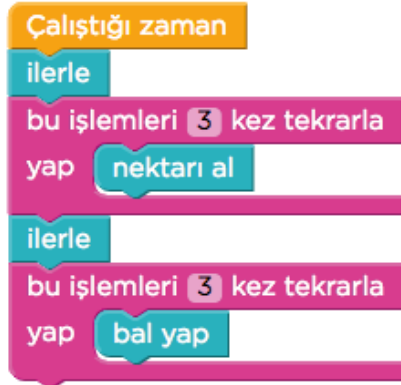 Çalıştığı zaman
ilerle
bu işlemleri 3 kez tekrarla
yap nektarı al
ilerle
bu işlemleri 3 kez tekrarla
yap bal yap